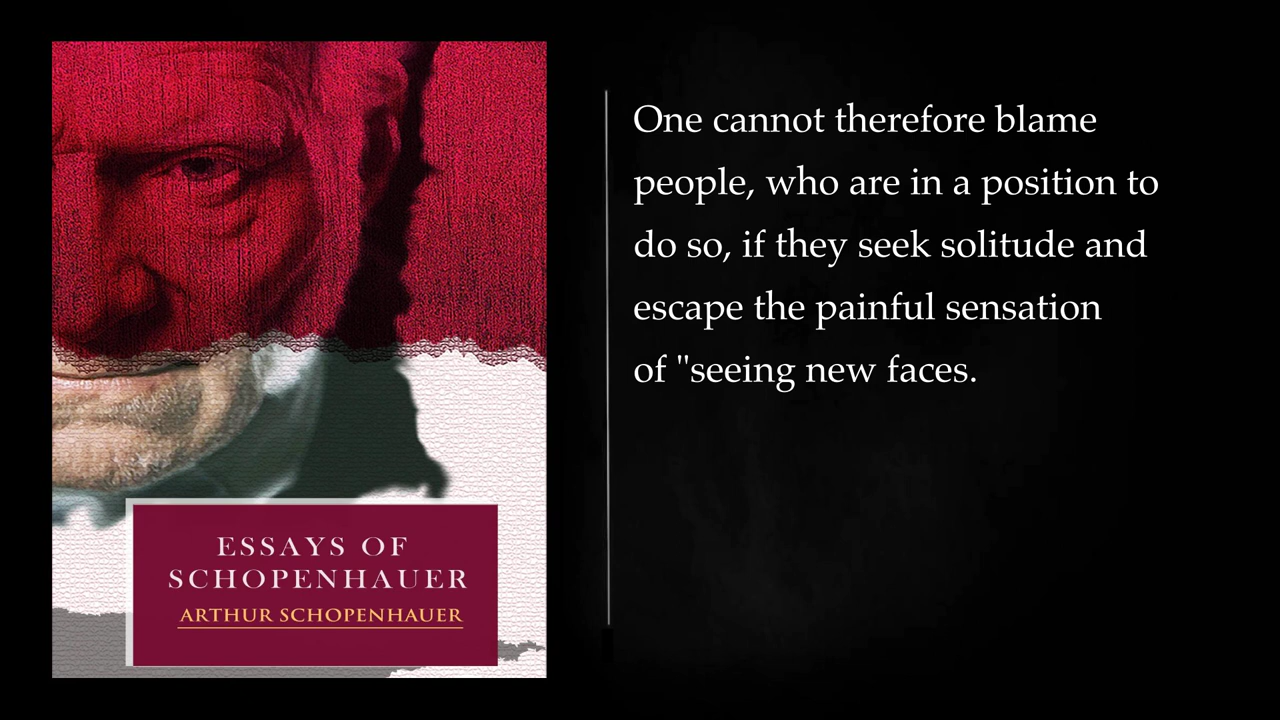 ESSAYS OF
SCHOPENHAUER
ARTHUR SCHOPENHAUER
One cannot therefore blame
people, who are in a position to
do so, if they seek solitude and
escape the painful sensation
of "seeing new faces.